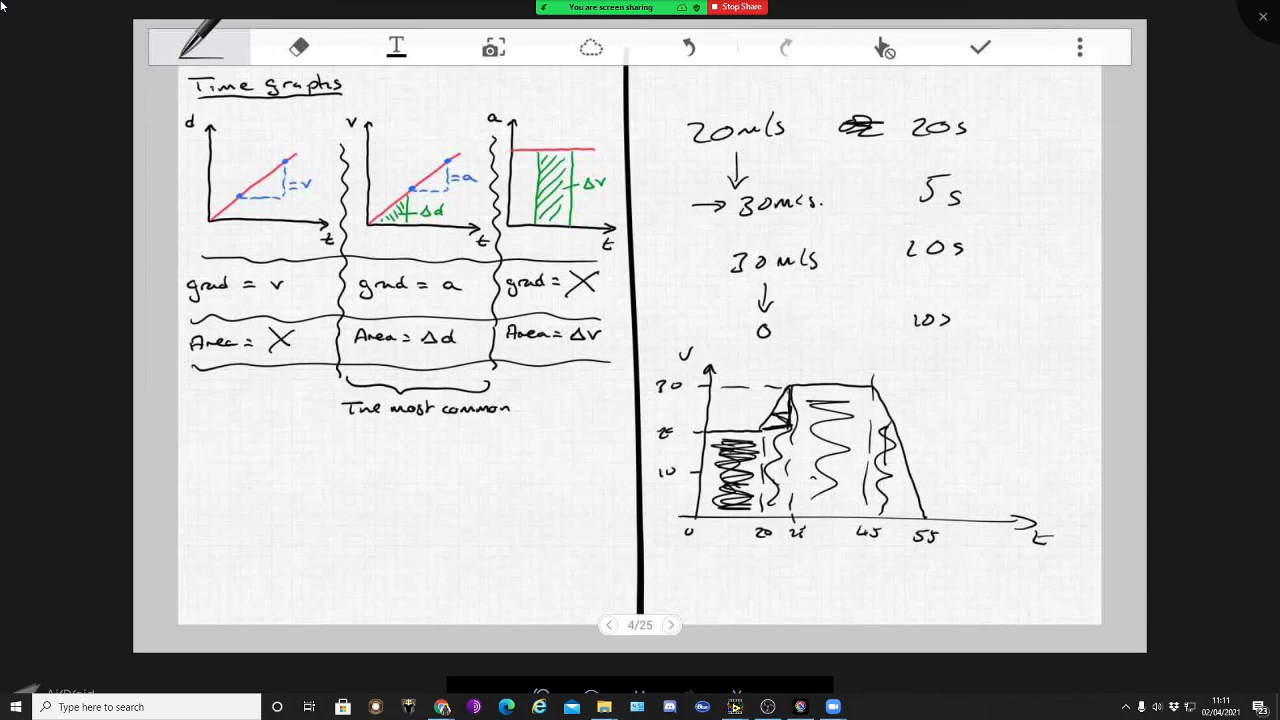 You are screen sharing
Stop Share
T
Time graphs
d
v
a
= v
= a
Δd
Δv
t
t
t
grad = v
grad = a
grad = X
Area = X
Area = Δd
Area = Δv
The most common
20m/s
20s
→ 30m/s.
5s
30m/s
20s
0
10s
v
30
10
0
20
25
45
55
t
4/25
AirDroid
Type here to search
11:11
02/04/2021